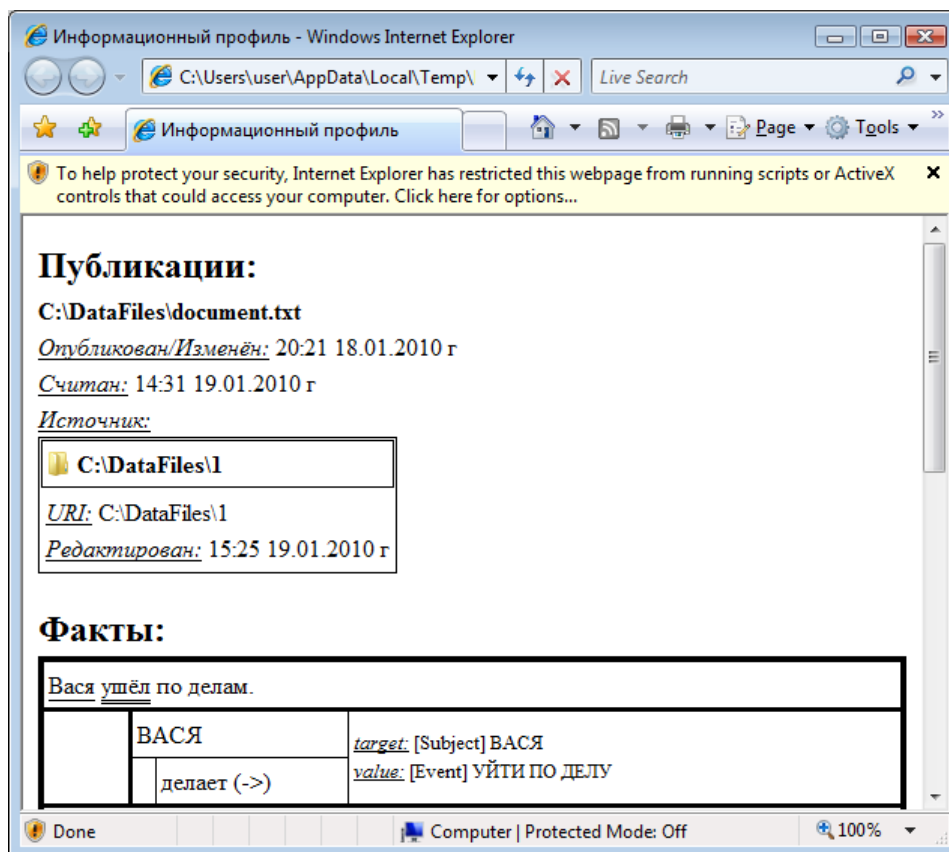 Информационный профиль - Windows Internet Explorer
C:\Users\user\AppData\Local\Temp\
Live Search
Информационный профиль
Page
Tools
To help protect your security, Internet Explorer has restricted this webpage from running scripts or ActiveX
controls that could access your computer. Click here for options...
Публикации:
C:\DataFiles\document.txt
Опубликован/Изменён: 20:21 18.01.2010 г
Считан: 14:31 19.01.2010 г
Источник:
C:\DataFiles\1
URI: C:\DataFiles\1
Редактирован: 15:25 19.01.2010 г
Факты:
Вася ушёл по делам.
ВАСЯ
target: [Subject] ВАСЯ
value: [Event] УЙТИ ПО ДЕЛУ
делает (->)
Done
Computer | Protected Mode: Off
100%